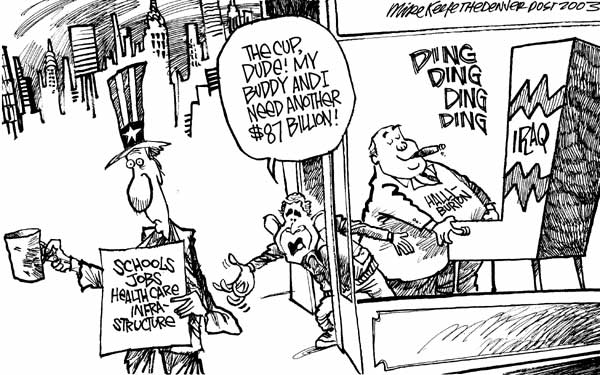 MIKE KEEFE THE DENVER POST 2003
THE CUP,
DUDE! MY
BUDDY AND I
NEED ANOTHER
$87 BILLION!
DING
DING
DING
DING
IRAQ
HALLI-
BURTON
SCHOOLS
JOBS
HEALTH CARE
INFRA-
STRUCTURE